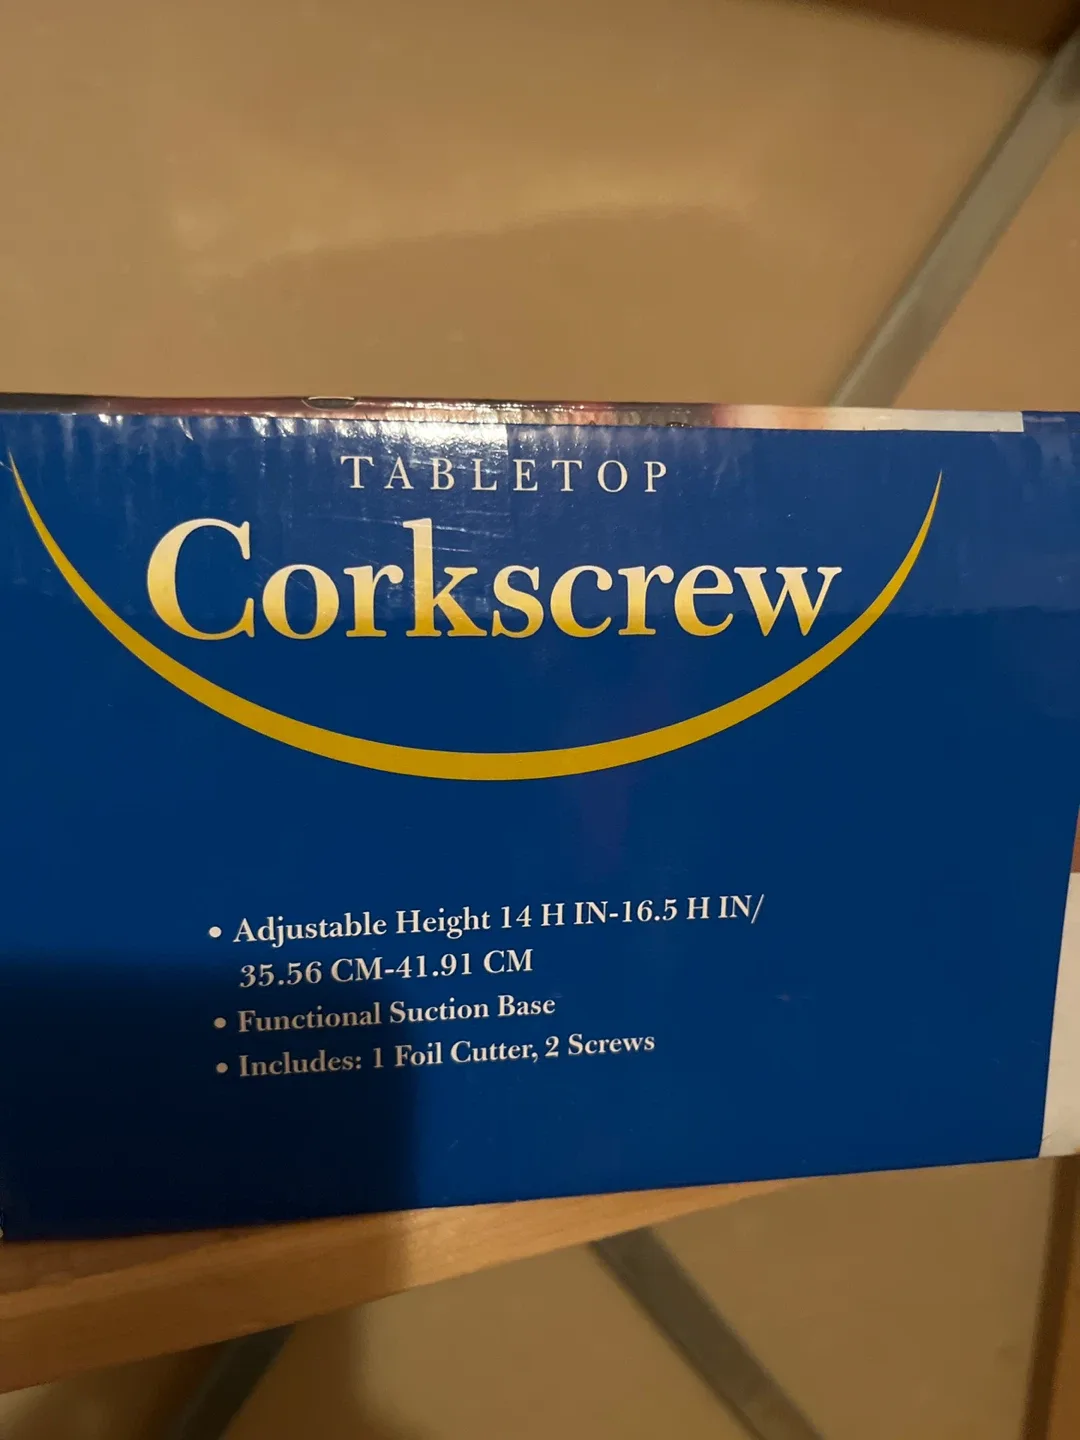 TABLETOP
Corkscrew
• Adjustable Height 14 H IN-16.5 H IN/
35.56 CM-41.91 CM
• Functional Suction Base
• Includes: 1 Foil Cutter, 2 Screws